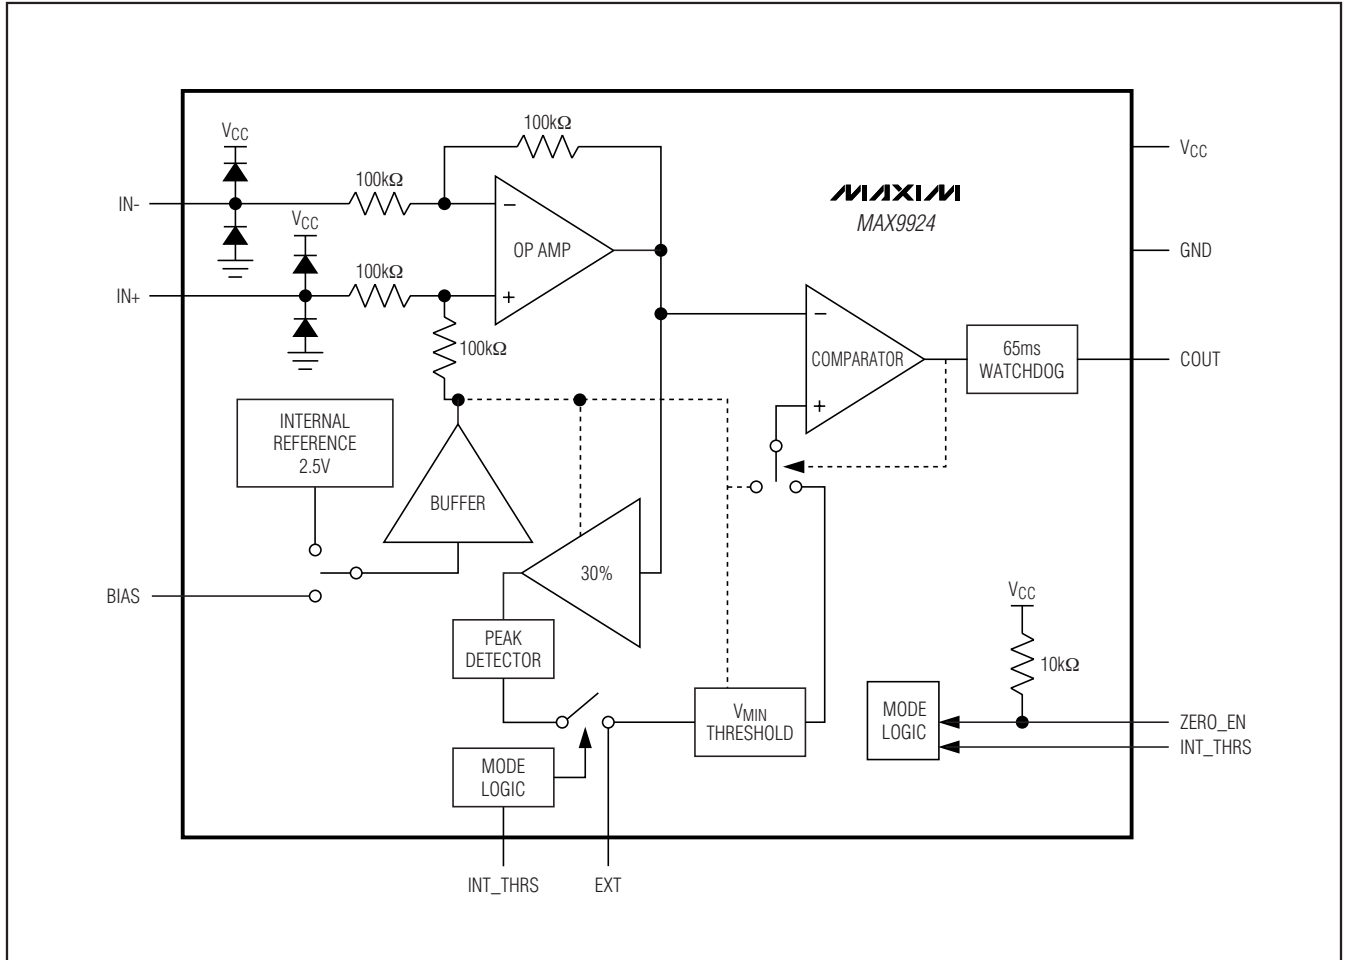 100kΩ
VCC
100kΩ
MAXIM
MAX9924
VCC
IN-
VCC
OP AMP
GND
100kΩ
IN+
100kΩ
COMPARATOR
65ms
WATCHDOG
COUT
INTERNAL
REFERENCE
2.5V
BUFFER
30%
BIAS
VCC
PEAK
DETECTOR
10kΩ
VMIN
THRESHOLD
MODE
LOGIC
ZERO_EN
INT_THRS
MODE
LOGIC
INT_THRS
EXT